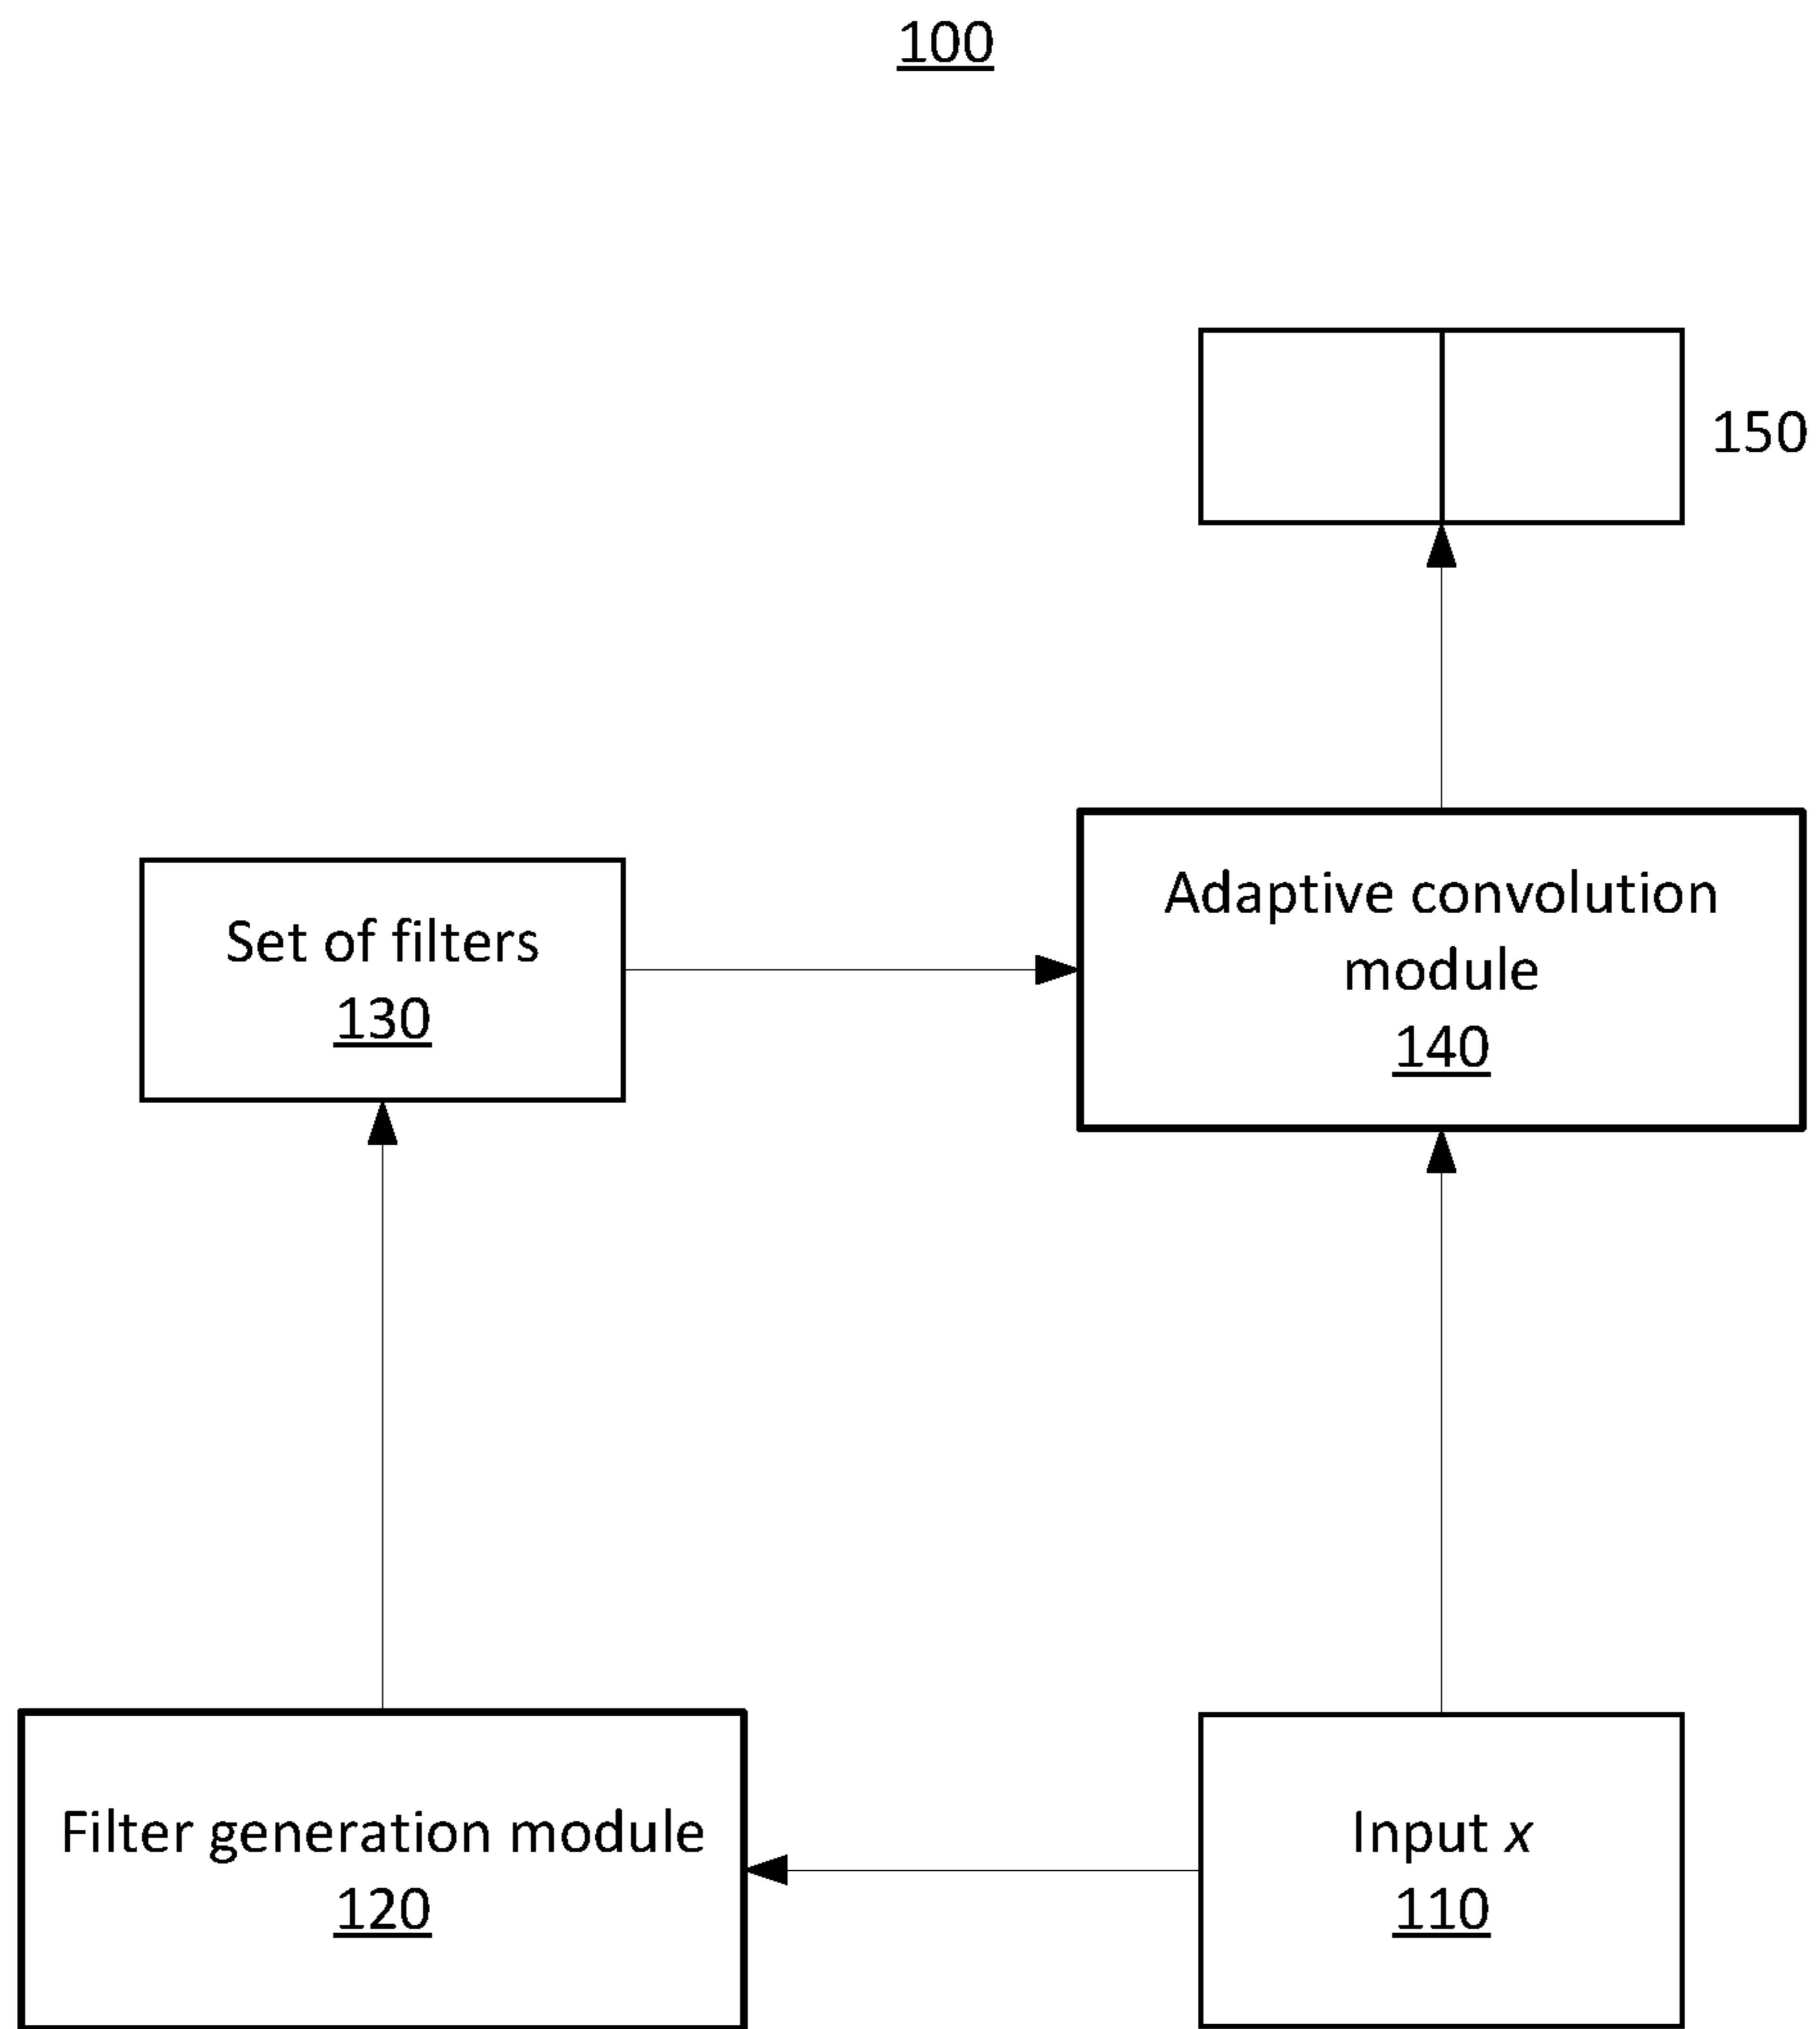 100
150
Set of filters
130
Adaptive convolution
module
140
Filter generation module
120
Input x
110